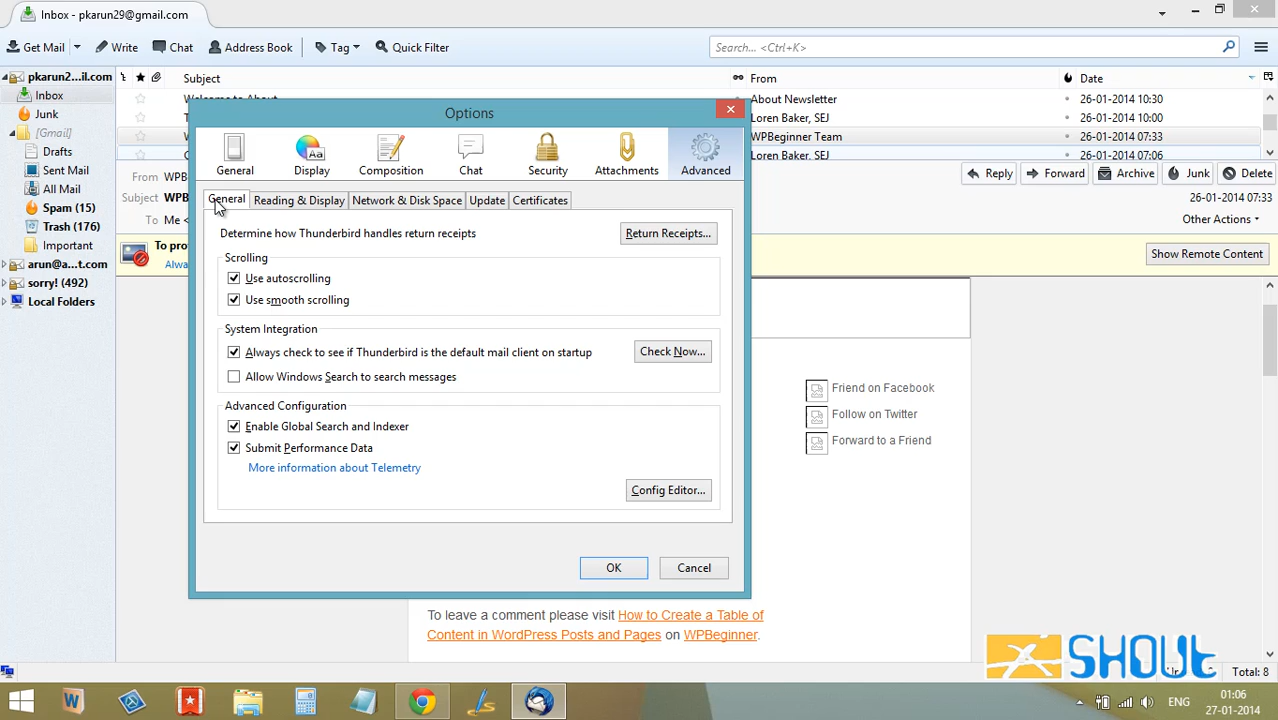 Inbox - pkarun29@gmail.com
Get Mail Write Chat Address Book Tag Quick Filter Search... <Ctrl+K>
pkarun2...il.com
Inbox
Junk
[Gmail]
Drafts
Sent Mail
All Mail
Spam (15)
Trash (176)
Important
arun@a...t.com
sorry! (492)
Local Folders
Subject From Date
About Newsletter 26-01-2014 10:30
Loren Baker, SEJ 26-01-2014 10:00
WPBeginner Team 26-01-2014 07:33
Loren Baker, SEJ 26-01-2014 07:06
From
Subject
To Me
Reply Forward Archive Junk Delete
07:33
Other Actions
Show Remote Content
Options
General Display Composition Chat Security Attachments Advanced
General Reading & Display Network & Disk Space Update Certificates
Determine how Thunderbird handles return receipts Return Receipts...
Scrolling
Use autoscrolling
Use smooth scrolling
System Integration
Always check to see if Thunderbird is the default mail client on startup Check Now...
Allow Windows Search to search messages
Advanced Configuration
Enable Global Search and Indexer
Submit Performance Data
More information about Telemetry
Config Editor...
OK Cancel
Friend on Facebook
Follow on Twitter
Forward to a Friend
To leave a comment please visit How to Create a Table of
Content in WordPress Posts and Pages on WPBeginner.
SHOUT
Total: 8
ENG
01:06
27-01-2014